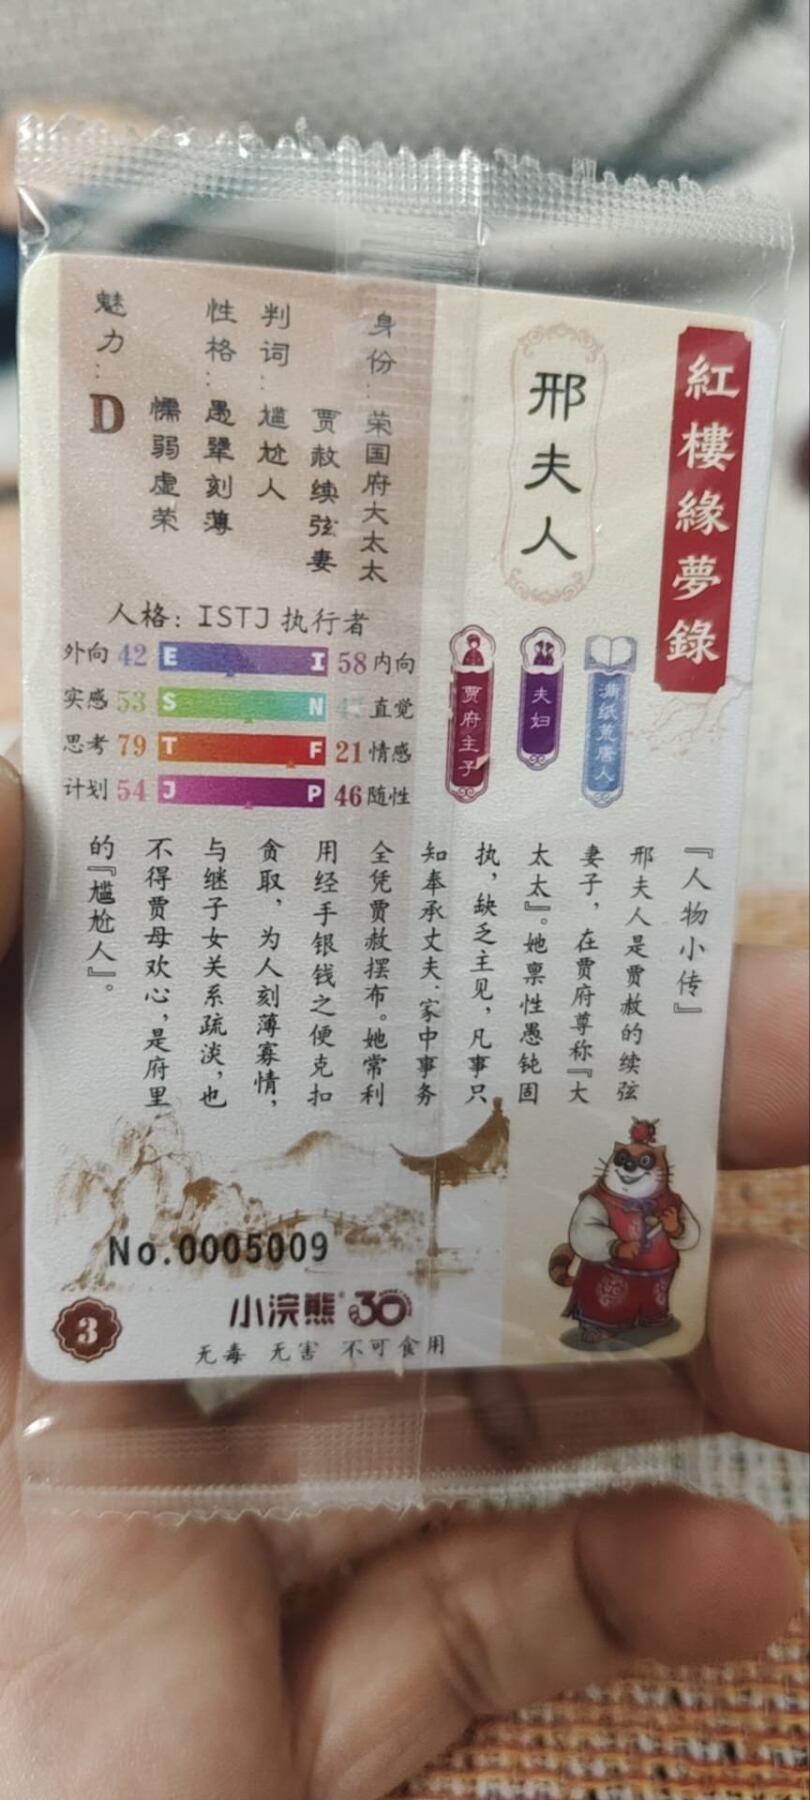 紅樓緣夢錄
邢夫人
身份：荣国府大太太
贾赦续弦妻
判词：尴尬人
性格：愚犟刻薄
懦弱虚荣
魅力：D
人格：ISTJ 执行者
外向 42 E I 58 内向
实感 53 S N 直觉
思考 79 T F 21 情感
计划 54 J P 46 随性
满纸荒唐人
夫妇
贾府主子
『人物小传』
邢夫人是贾赦的续弦
妻子，在贾府尊称『大
太太』。她禀性愚钝固
执，缺乏主见，凡事只
知奉承丈夫，家中事务
全凭贾赦摆布。她常利
用经手银钱之便克扣
贪取，为人刻薄寡情，
与继子女关系疏淡，也
不得贾母欢心，是府里
的『尴尬人』。
No.0005009
3
小浣熊 30
无毒 无害 不可食用